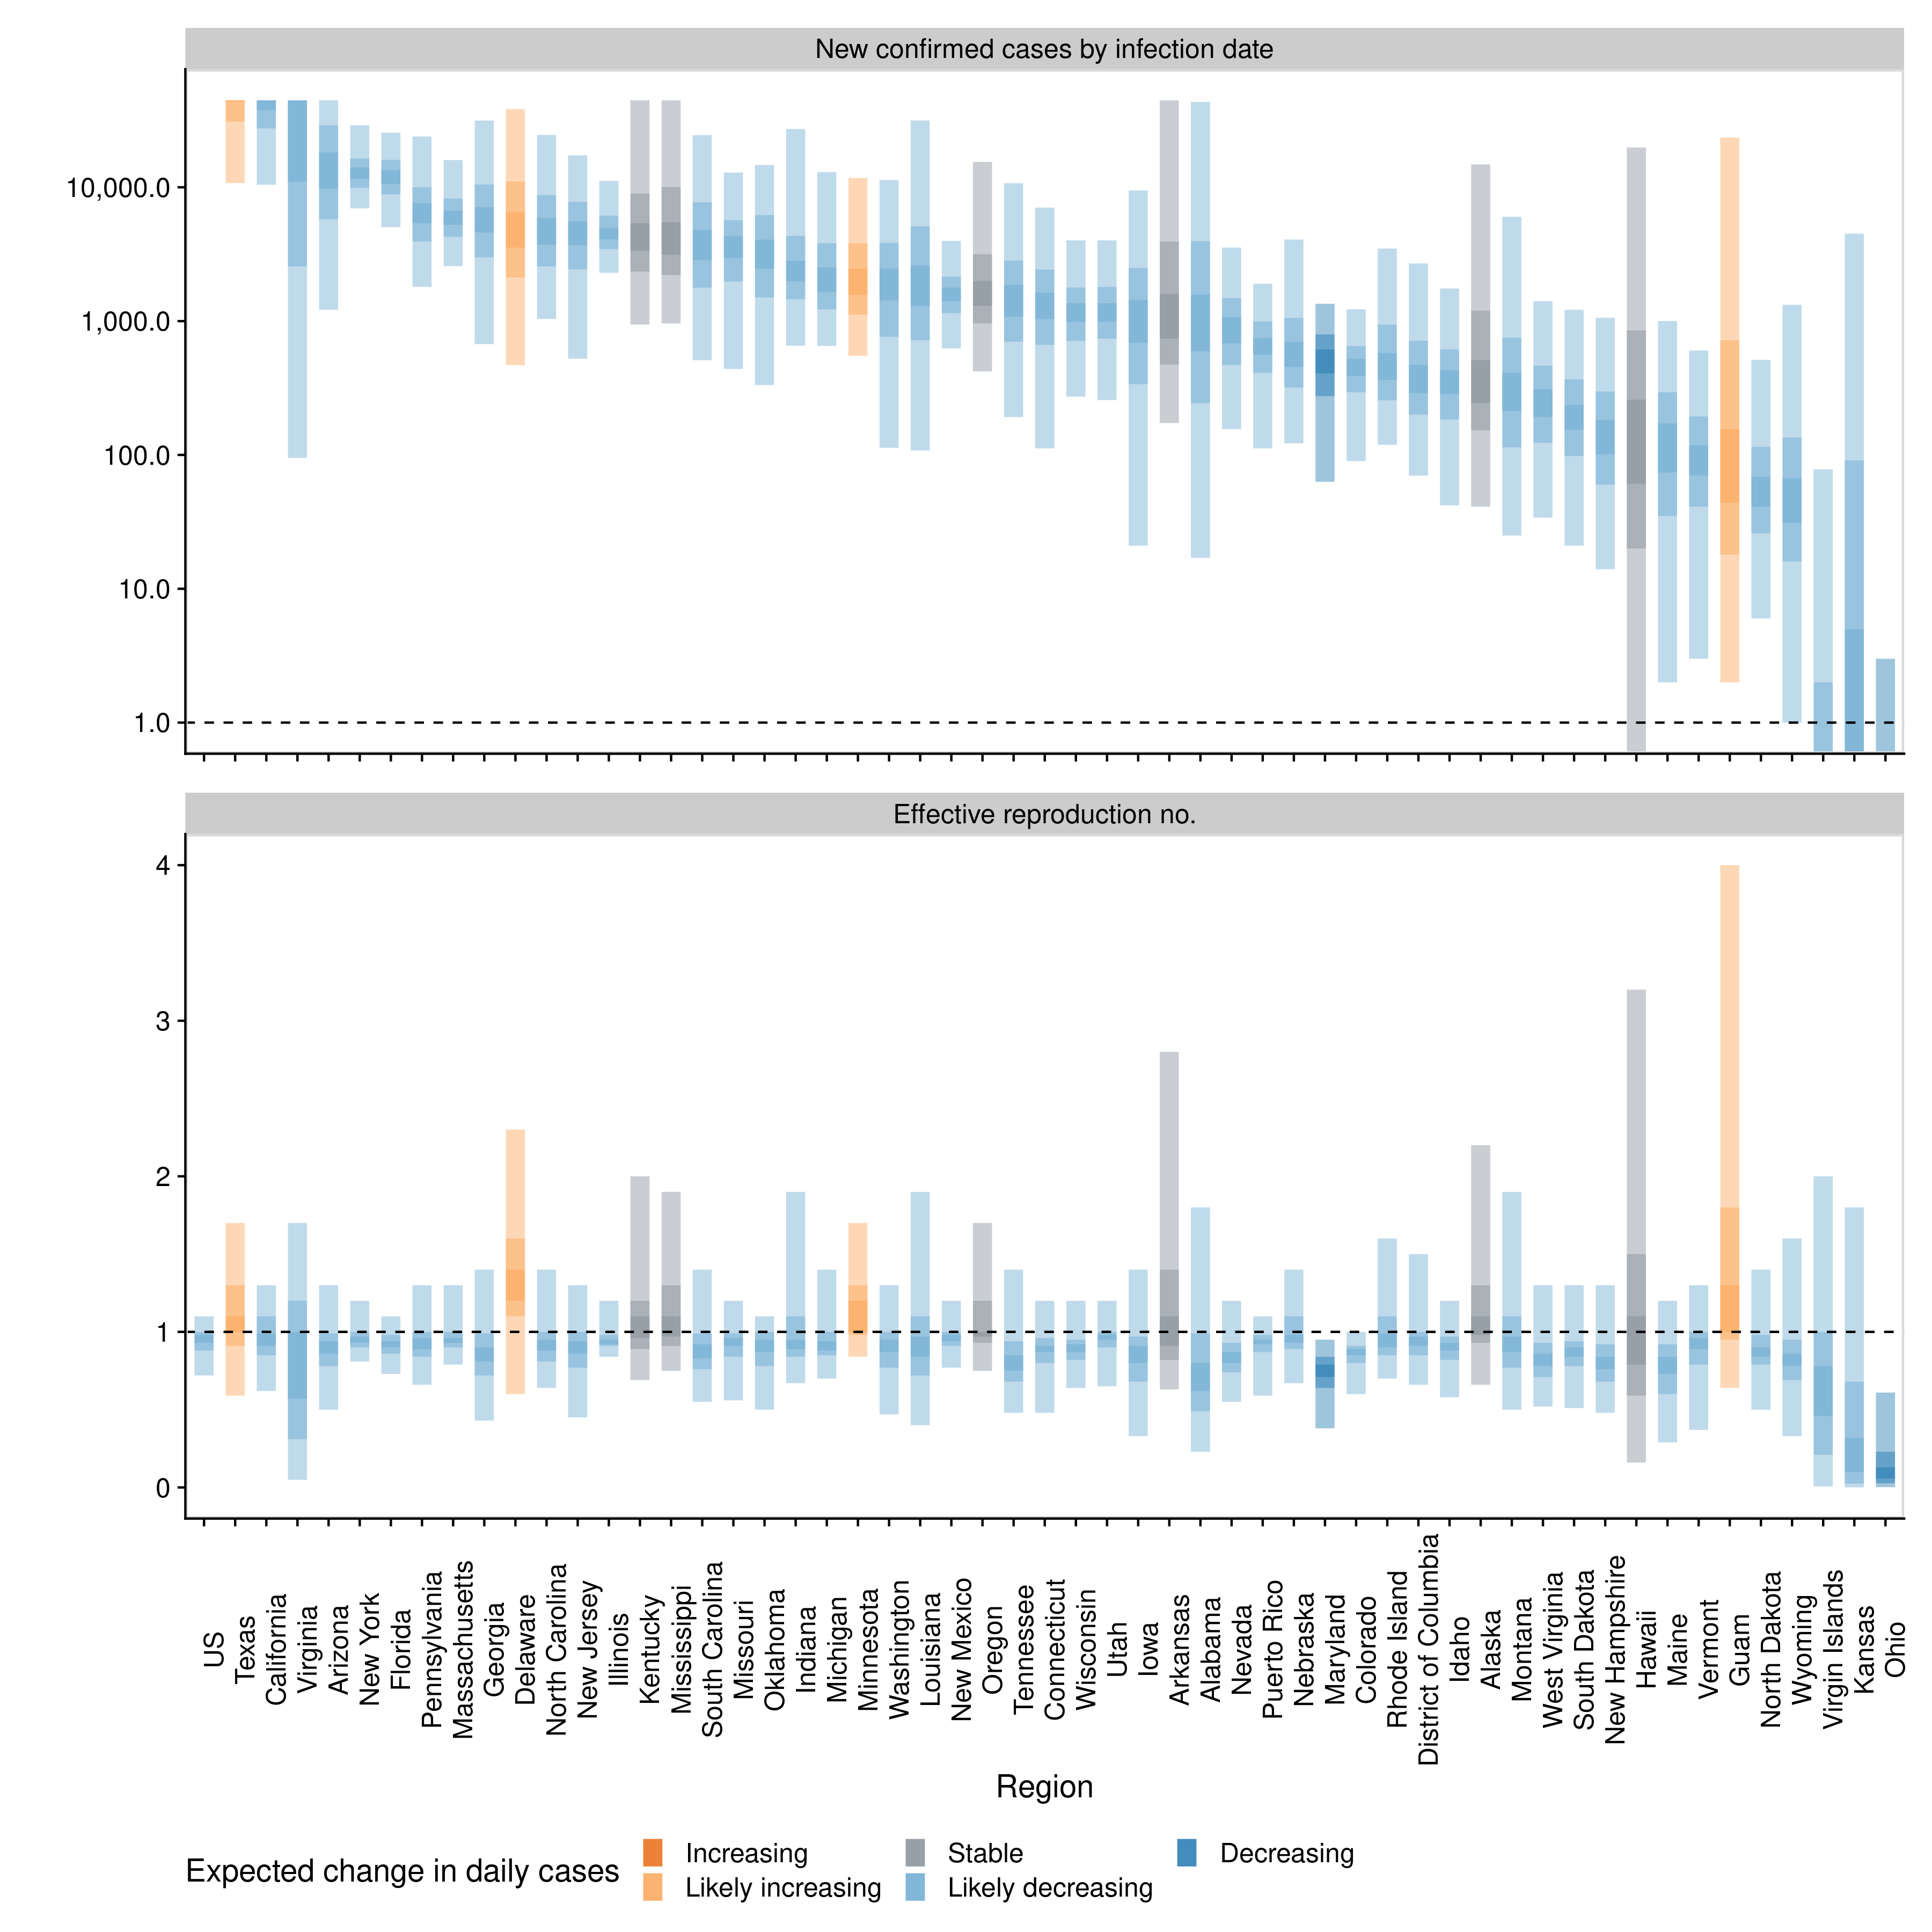 New confirmed cases by infection date
10,000.0
1,000.0
100.0
10.0
1.0
Effective reproduction no.
4
3
2
1
0
US
Texas
California
Virginia
Arizona
New York
Florida
Pennsylvania
Massachusetts
Georgia
Delaware
North Carolina
New Jersey
Illinois
Kentucky
Mississippi
South Carolina
Missouri
Oklahoma
Indiana
Michigan
Minnesota
Washington
Louisiana
New Mexico
Oregon
Tennessee
Connecticut
Wisconsin
Utah
Iowa
Arkansas
Alabama
Nevada
Puerto Rico
Nebraska
Maryland
Colorado
Rhode Island
District of Columbia
Idaho
Alaska
Montana
West Virginia
South Dakota
New Hampshire
Hawaii
Maine
Vermont
Guam
North Dakota
Wyoming
Virgin Islands
Kansas
Ohio
Region
Expected change in daily cases
Increasing
Likely increasing
Stable
Likely decreasing
Decreasing